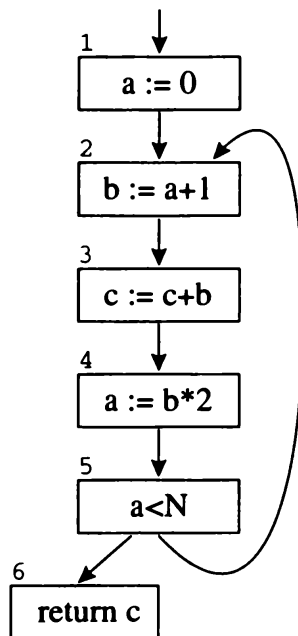 1
a := 0
2
b := a+1
3
c := c+b
4
a := b*2
5
a<N
6
return c